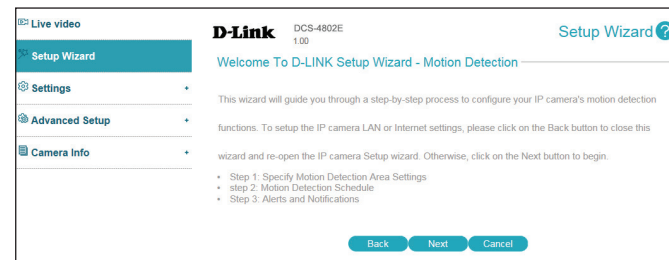 Live video
Setup Wizard
Settings +
Advanced Setup +
Camera Info +
D-Link DCS-4802E
1.00
Setup Wizard ?
Welcome To D-LINK Setup Wizard - Motion Detection
This wizard will guide you through a step-by-step process to configure your IP camera's motion detection
functions. To setup the IP camera LAN or Internet settings, please click on the Back button to close this
wizard and re-open the IP camera Setup wizard. Otherwise, click on the Next button to begin.
• Step 1: Specify Motion Detection Area Settings
• step 2: Motion Detection Schedule
• Step 3: Alerts and Notifications
Back Next Cancel